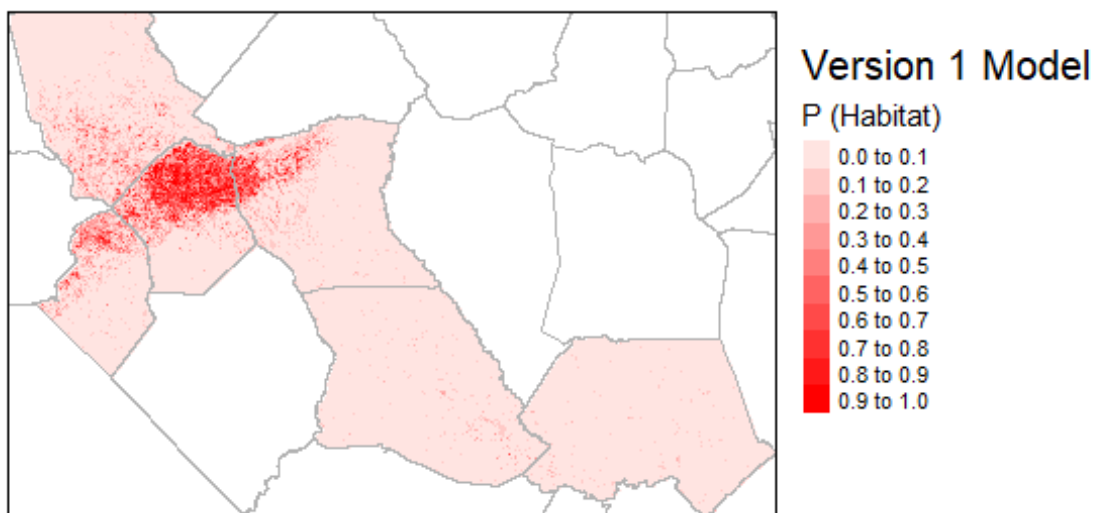 Version 1 Model
P (Habitat)
0.0 to 0.1
0.1 to 0.2
0.2 to 0.3
0.3 to 0.4
0.4 to 0.5
0.5 to 0.6
0.6 to 0.7
0.7 to 0.8
0.8 to 0.9
0.9 to 1.0